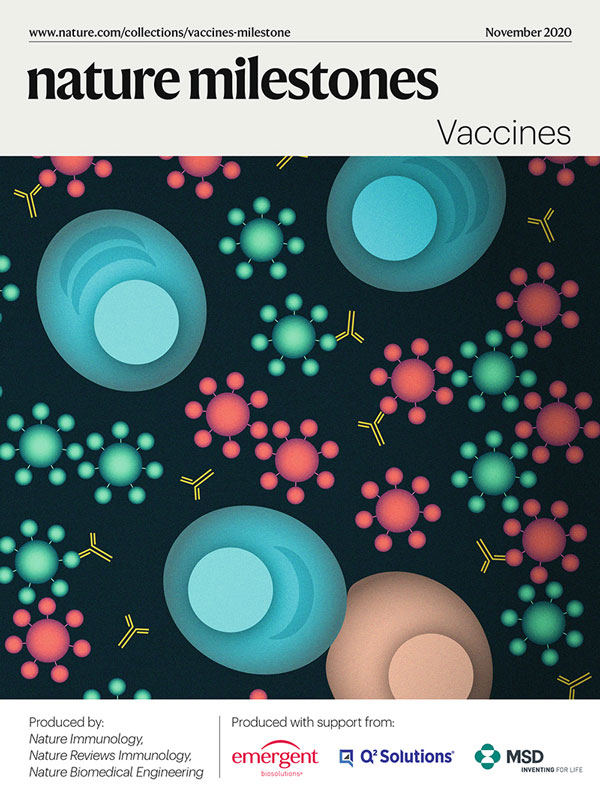 www.nature.com/collections/vaccines-milestone
November 2020
nature milestones
Vaccines
Produced by:
Nature Immunology,
Nature Reviews Immunology,
Nature Biomedical Engineering
Produced with support from:
emergent
biosolutions®
Q² Solutions®
MSD
INVENTING FOR LIFE